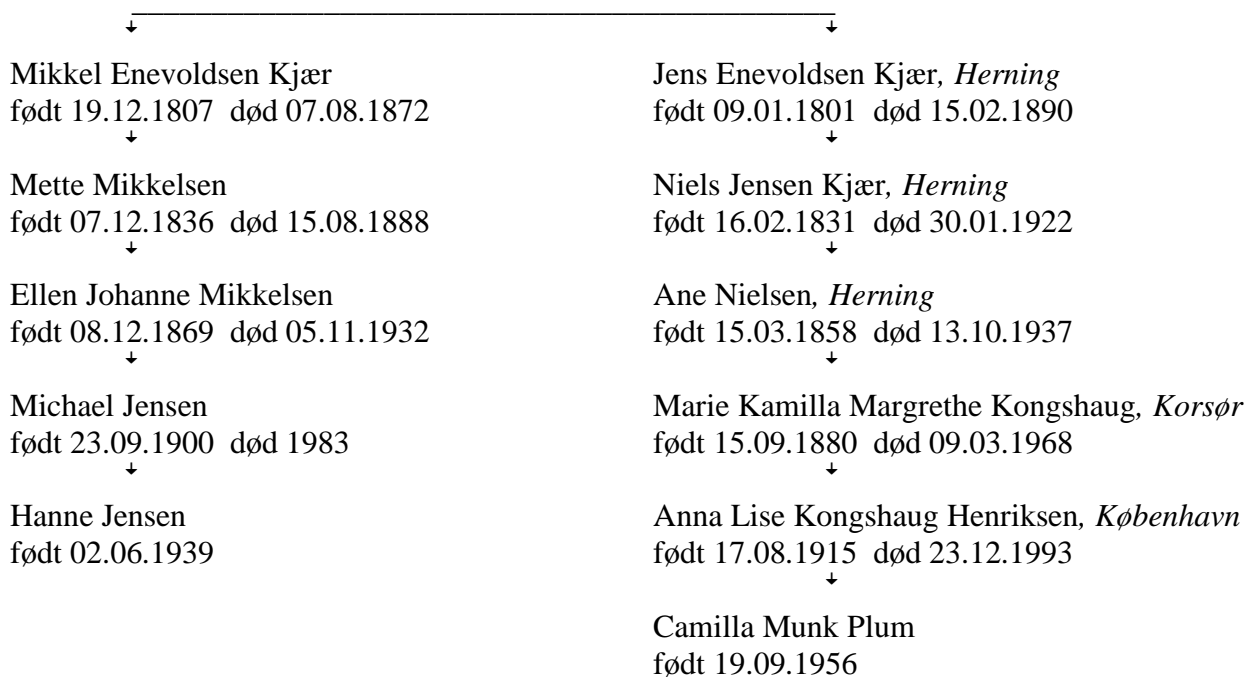 Mikkel Enevoldsen Kjær
født 19.12.1807 død 07.08.1872
Mette Mikkelsen
født 07.12.1836 død 15.08.1888
Ellen Johanne Mikkelsen
født 08.12.1869 død 05.11.1932
Michael Jensen
født 23.09.1900 død 1983
Hanne Jensen
født 02.06.1939
Jens Enevoldsen Kjær, Herning
født 09.01.1801 død 15.02.1890
Niels Jensen Kjær, Herning
født 16.02.1831 død 30.01.1922
Ane Nielsen, Herning
født 15.03.1858 død 13.10.1937
Marie Kamilla Margrethe Kongshaug, Korsør
født 15.09.1880 død 09.03.1968
Anna Lise Kongshaug Henriksen, København
født 17.08.1915 død 23.12.1993
Camilla Munk Plum
født 19.09.1956